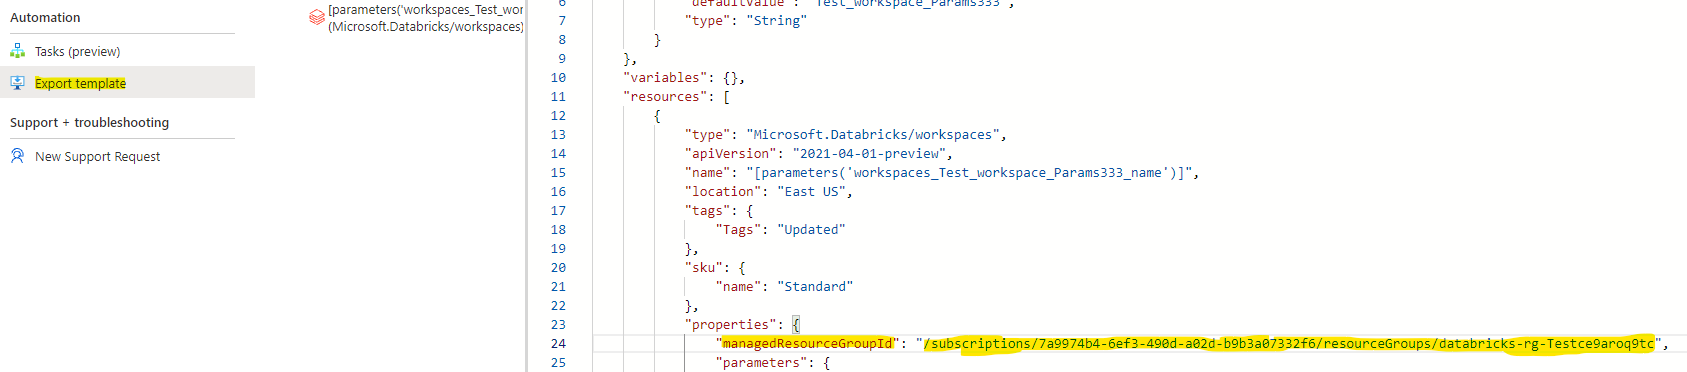 Automation
Tasks (preview)
Export template
Support + troubleshooting
New Support Request
[parameters('workspaces_Test_wor
(Microsoft.Databricks/workspaces)
6 "defaultValue": "Test_workspace_Params333",
7 "type": "String"
8 }
9 },
10 "variables": {},
11 "resources": [
12 {
13 "type": "Microsoft.Databricks/workspaces",
14 "apiVersion": "2021-04-01-preview",
15 "name": "[parameters('workspaces_Test_workspace_Params333_name')]",
16 "location": "East US",
17 "tags": {
18 "Tags": "Updated"
19 },
20 "sku": {
21 "name": "Standard"
22 },
23 "properties": {
24 "managedResourceGroupId": "/subscriptions/7a9974b4-6ef3-490d-a02d-b9b3a07332f6/resourceGroups/databricks-rg-Testce9aroq9tc",
25 "parameters": {